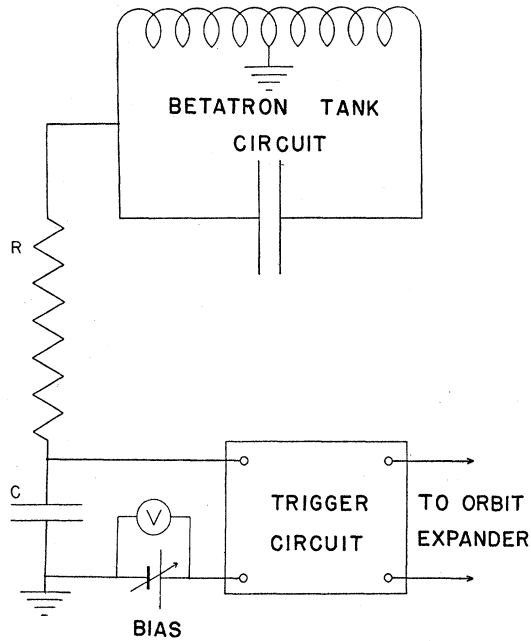 BETATRON TANK
CIRCUIT
R
C
V
TRIGGER
CIRCUIT
TO ORBIT
EXPANDER
BIAS